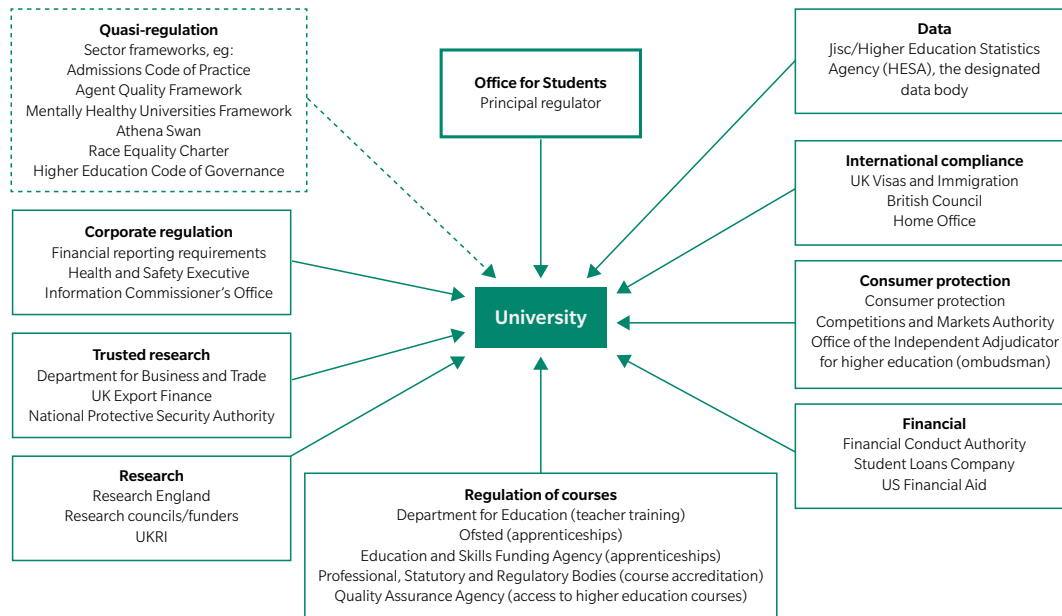 Quasi-regulation
Sector frameworks, eg:
Admissions Code of Practice
Agent Quality Framework
Mentally Healthy Universities Framework
Athena Swan
Race Equality Charter
Higher Education Code of Governance
Office for Students
Principal regulator
Data
Jisc/Higher Education Statistics
Agency (HESA), the designated
data body
International compliance
UK Visas and Immigration
British Council
Home Office
Corporate regulation
Financial reporting requirements
Health and Safety Executive
Information Commissioner's Office
University
Consumer protection
Consumer protection
Competitions and Markets Authority
Office of the Independent Adjudicator
for higher education (ombudsman)
Trusted research
Department for Business and Trade
UK Export Finance
National Protective Security Authority
Financial
Financial Conduct Authority
Student Loans Company
US Financial Aid
Research
Research England
Research councils/funders
UKRI
Regulation of courses
Department for Education (teacher training)
Ofsted (apprenticeships)
Education and Skills Funding Agency (apprenticeships)
Professional, Statutory and Regulatory Bodies (course accreditation)
Quality Assurance Agency (access to higher education courses)